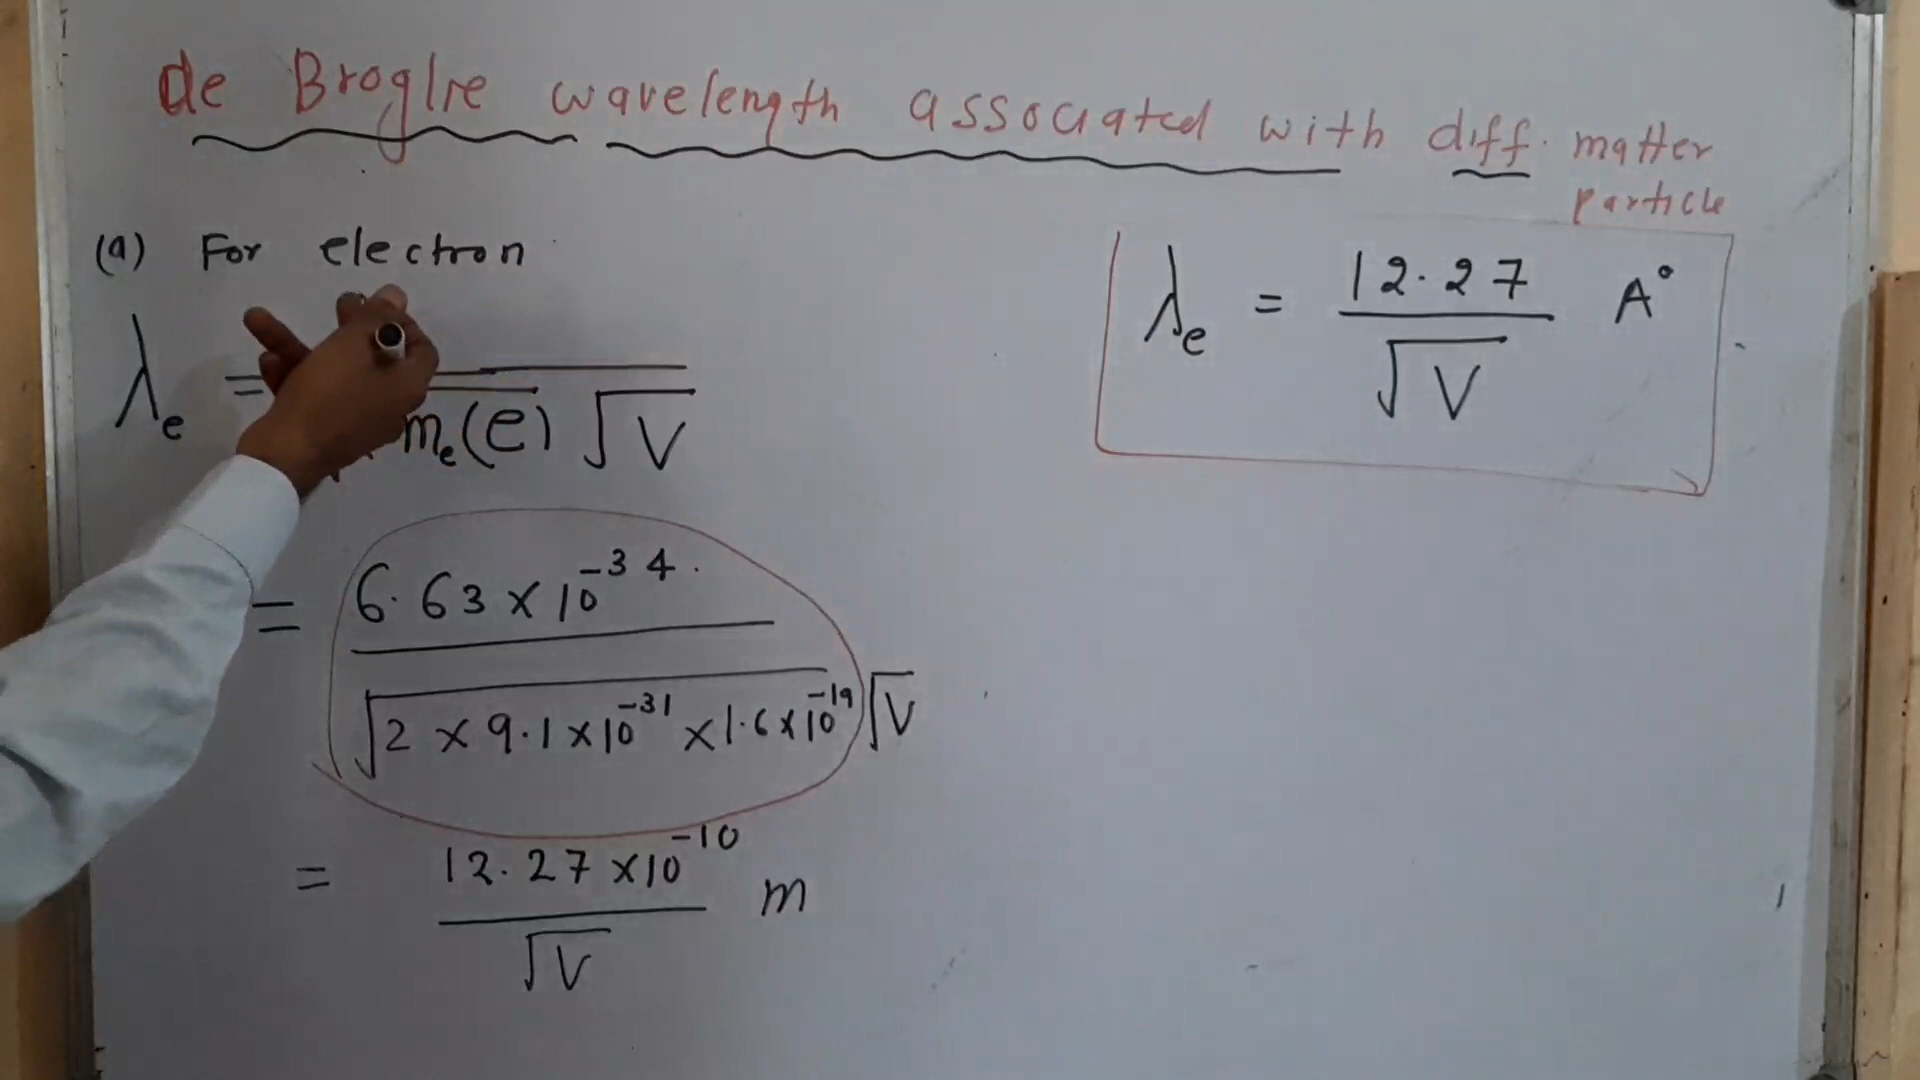 de Broglie wavelength associated with diff. matter
particle
(a) For electron
λe = mₑ(e) √V
= 6.63 × 10⁻³⁴
√2 × 9.1 × 10⁻³¹ × 1.6 × 10⁻¹⁹ √V
= 12.27 × 10⁻¹⁰ m
√V
λe = 12.27 A°
√V